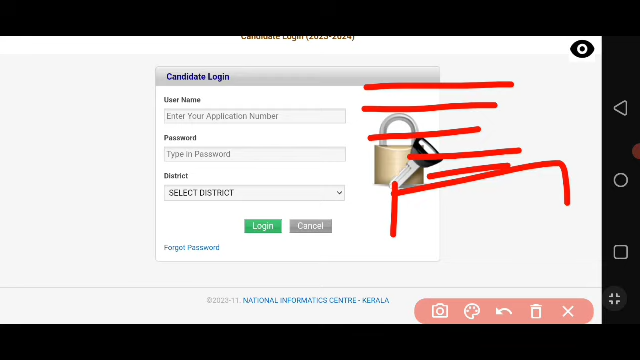 Candidate Login (2023-2024)
Candidate Login
User Name
Enter Your Application Number
Password
Type in Password
District
SELECT DISTRICT
Login Cancel
Forgot Password
©2023-11. NATIONAL INFORMATICS CENTRE - KERALA